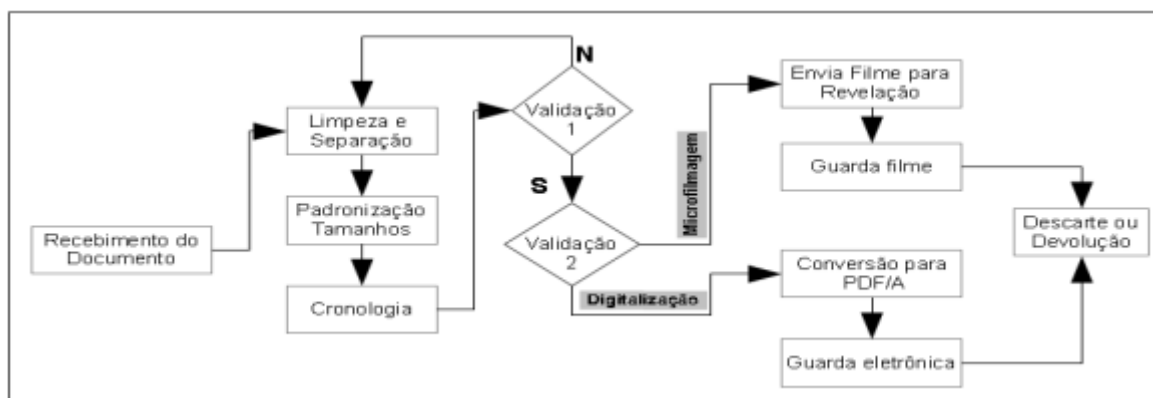 Recebimento do
Documento
Limpeza e
Separação
Padronização
Tamanhos
Cronologia
N
Validação
1
S
Validação
2
Microfilmagem
Digitalização
Envia Filme para
Revelação
Guarda filme
Conversão para
PDF/A
Guarda eletrônica
Descarte ou
Devolução